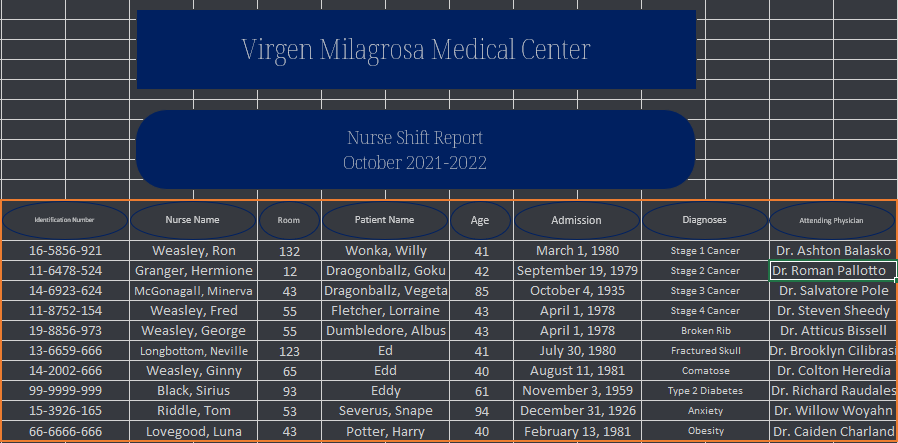 Virgen Milagrosa Medical Center
Nurse Shift Report
October 2021-2022
Identification Number Nurse Name Room Patient Name Age Admission Diagnoses Attending Physician
16-5856-921 Weasley, Ron 132 Wonka, Willy 41 March 1, 1980 Stage 1 Cancer Dr. Ashton Balasko
11-6478-524 Granger, Hermione 12 Draogonballz, Goku 42 September 19, 1979 Stage 2 Cancer Dr. Roman Pallotto
14-6923-624 McGonagall, Minerva 43 Dragonballz, Vegeta 85 October 4, 1935 Stage 3 Cancer Dr. Salvatore Pole
11-8752-154 Weasley, Fred 55 Fletcher, Lorraine 43 April 1, 1978 Stage 4 Cancer Dr. Steven Sheedy
19-8856-973 Weasley, George 55 Dumbledore, Albus 43 April 1, 1978 Broken Rib Dr. Atticus Bissell
13-6659-666 Longbottom, Neville 123 Ed 41 July 30, 1980 Fractured Skull Dr. Brooklyn Cilibrasi
14-2002-666 Weasley, Ginny 65 Edd 40 August 11, 1981 Comatose Dr. Colton Heredia
99-9999-999 Black, Sirius 93 Eddy 61 November 3, 1959 Type 2 Diabetes Dr. Richard Raudales
15-3926-165 Riddle, Tom 53 Severus, Snape 94 December 31, 1926 Anxiety Dr. Willow Woyahn
66-6666-666 Lovegood, Luna 43 Potter, Harry 40 February 13, 1981 Obesity Dr. Caiden Charland